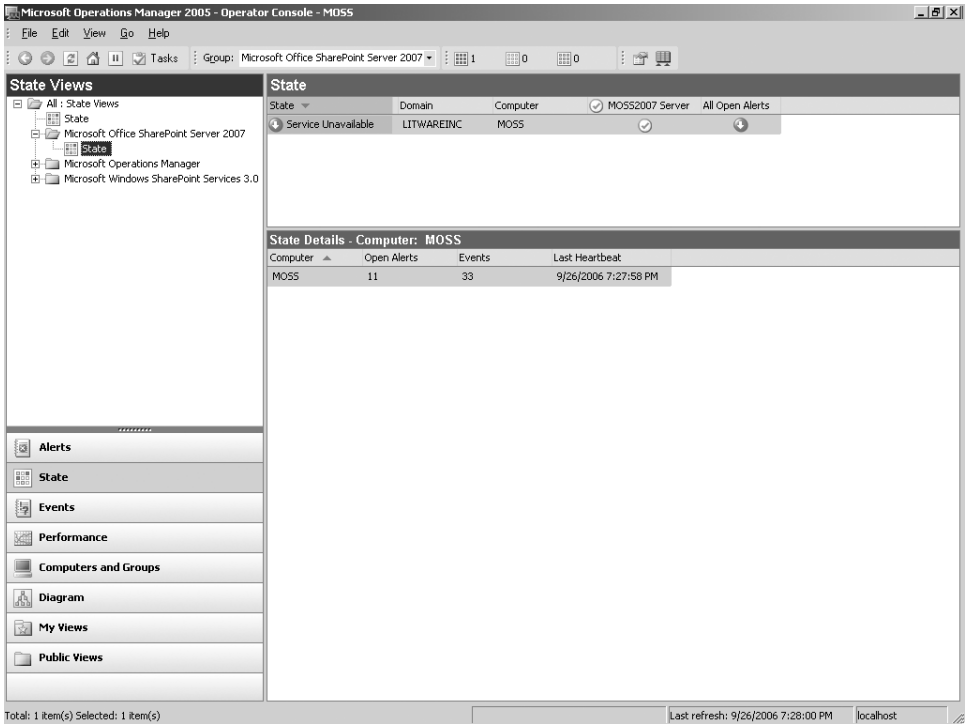 Microsoft Operations Manager 2005 - Operator Console - MOSS
File Edit View Go Help
Tasks Group: Microsoft Office SharePoint Server 2007 1 0 0
State Views
All : State Views
State
Microsoft Office SharePoint Server 2007
State
Microsoft Operations Manager
Microsoft Windows SharePoint Services 3.0
State
State Domain Computer MOSS2007 Server All Open Alerts
Service Unavailable LITWAREINC MOSS
State Details - Computer: MOSS
Computer Open Alerts Events Last Heartbeat
MOSS 11 33 9/26/2006 7:27:58 PM
Alerts
State
Events
Performance
Computers and Groups
Diagram
My Views
Public Views
Total: 1 item(s) Selected: 1 item(s)
Last refresh: 9/26/2006 7:28:00 PM localhost